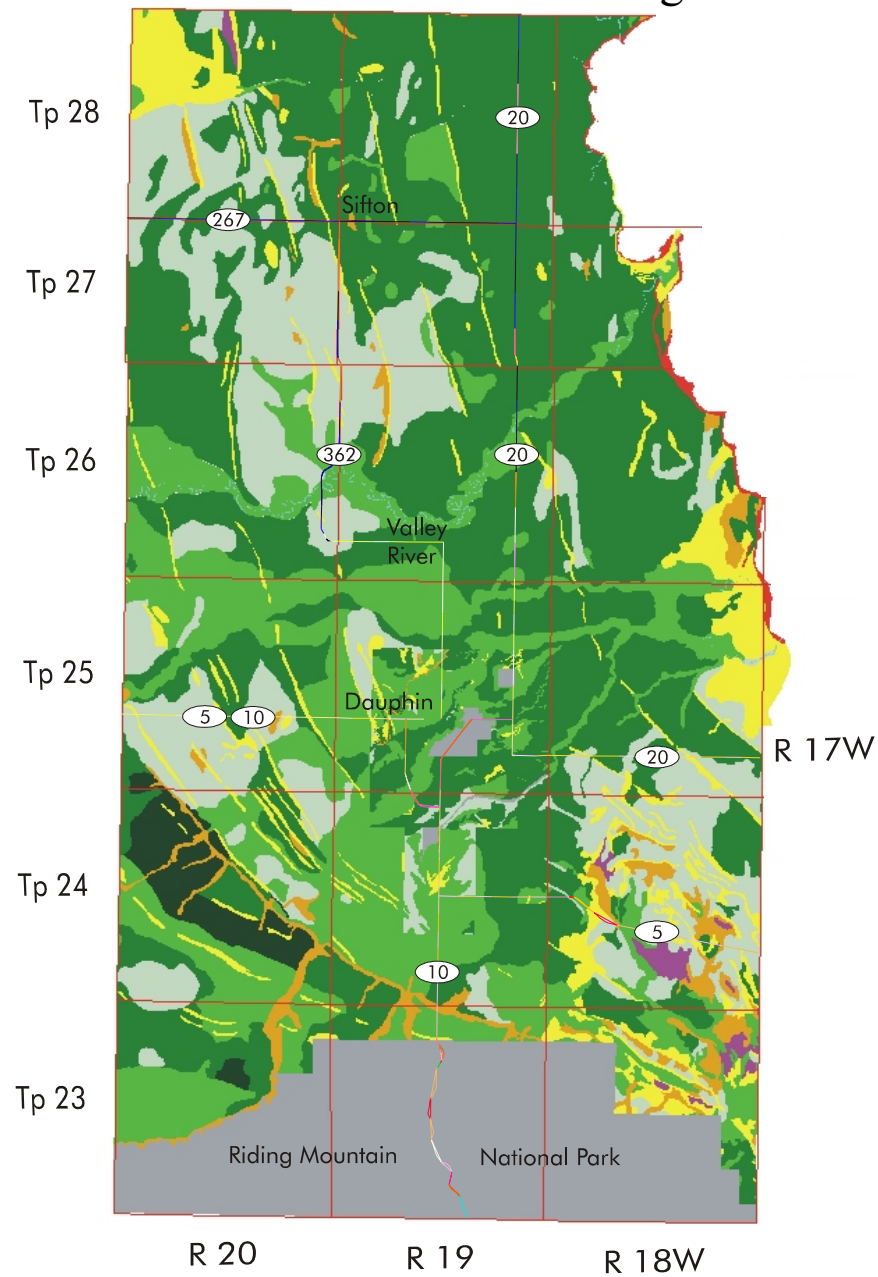 Tp 28
20
Sifton
267
Tp 27
Tp 26
362
20
Valley
River
Tp 25
Dauphin
5
10
20
R 17W
Tp 24
5
10
Tp 23
Riding Mountain
National Park
R 20
R 19
R 18W